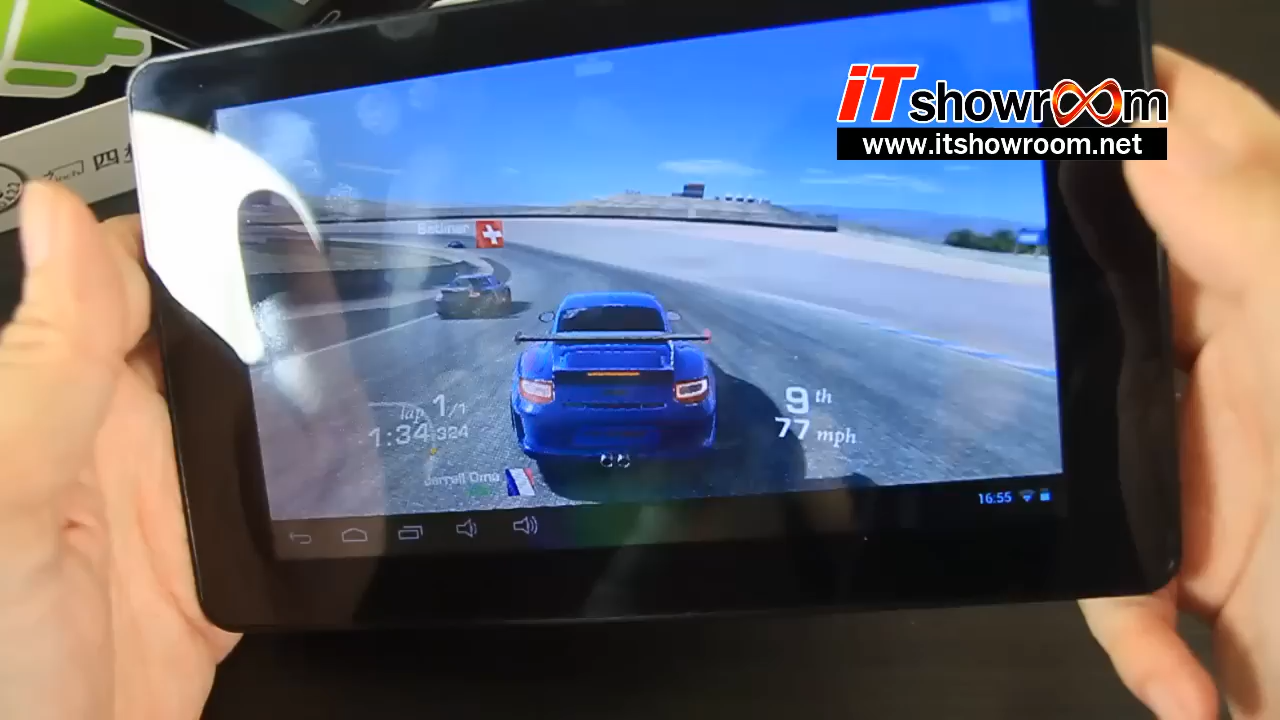 iTshowroom
www.itshowroom.net
四
lap 1/1
1:34.324
9th
77 mph
16:55